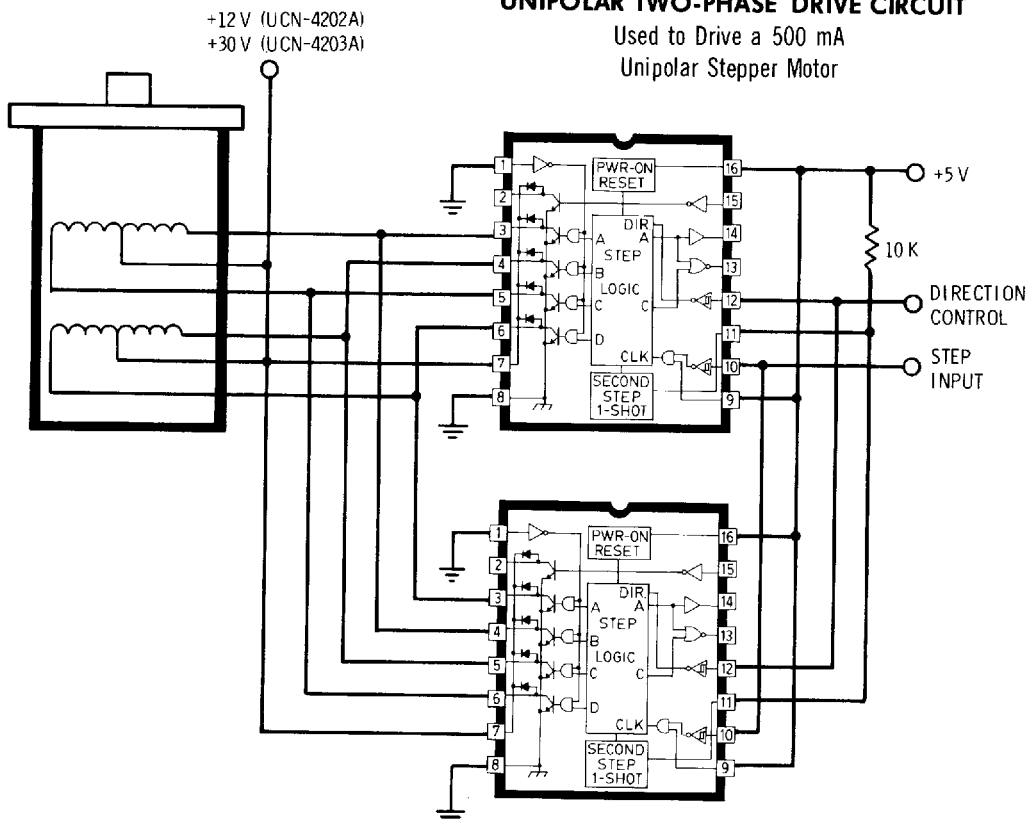 UNIPOLAR TWO-PHASE DRIVE CIRCUIT
Used to Drive a 500 mA
Unipolar Stepper Motor
+12 V (UCN-4202A)
+30 V (UCN-4203A)
1
2
3
4
5
6
7
8
PWR-ON
RESET
DIR
A
A
STEP
B
LOGIC
C
C
D
CLK
SECOND
STEP
1-SHOT
16
15
14
13
12
11
10
9
+5 V
10 K
DIRECTION
CONTROL
STEP
INPUT
1
2
3
4
5
6
7
8
PWR-ON
RESET
DIR
A
A
STEP
B
LOGIC
C
C
D
CLK
SECOND
STEP
1-SHOT
16
15
14
13
12
11
10
9